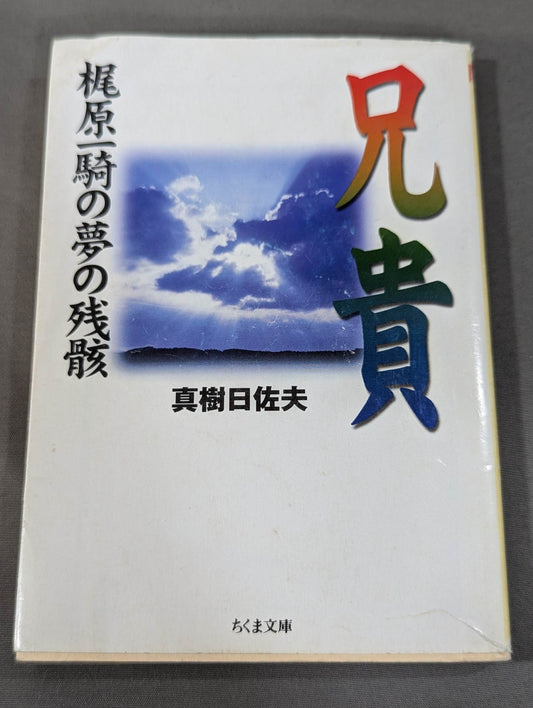 兄貴
梶原一騎の夢の残骸
真樹日佐夫
ちくま文庫